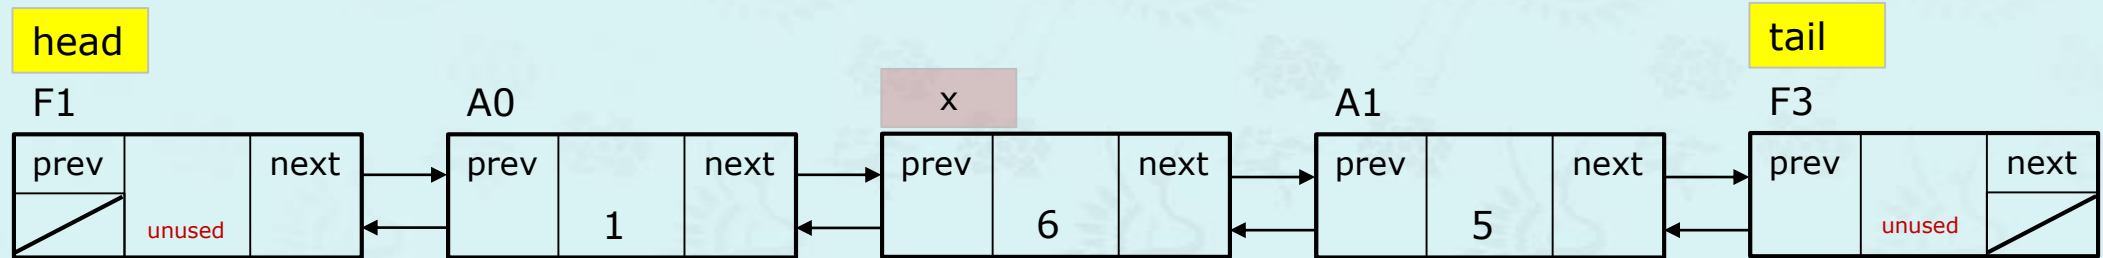 head
tail
F1
A0
x
A1
F3
prev next
prev next
prev next
prev next
prev next
unused
1
6
5
unused